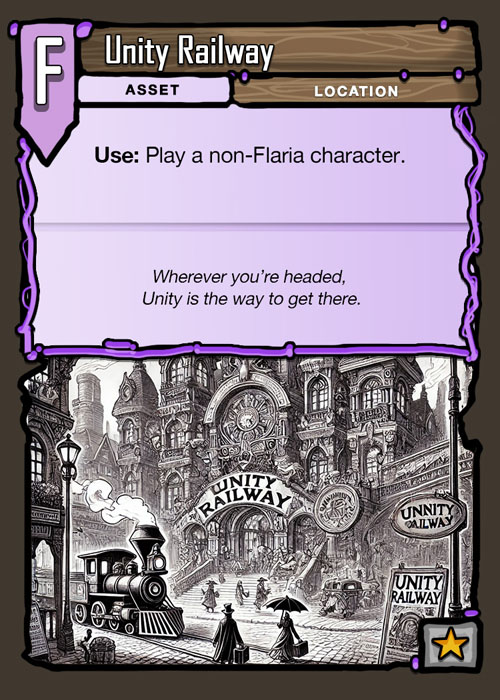 F
Unity Railway
ASSET
LOCATION
Use: Play a non-Flaria character.
Wherever you're headed,
Unity is the way to get there.
UNITY
RAILWAY
UNNITY
RAILWAY
UNITY
RAILWAY